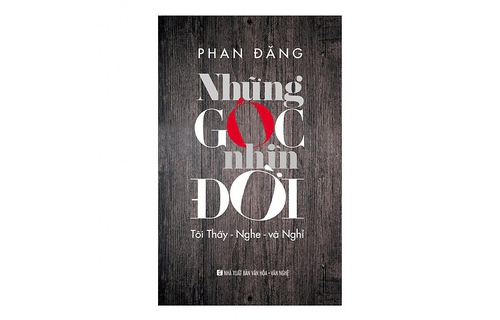 PHAN ĐĂNG
Những
GÓC
nhìn
ĐỜI
Tôi Thấy - Nghe - và Nghĩ
NHÀ XUẤT BẢN VĂN HÓA - VĂN NGHỆ